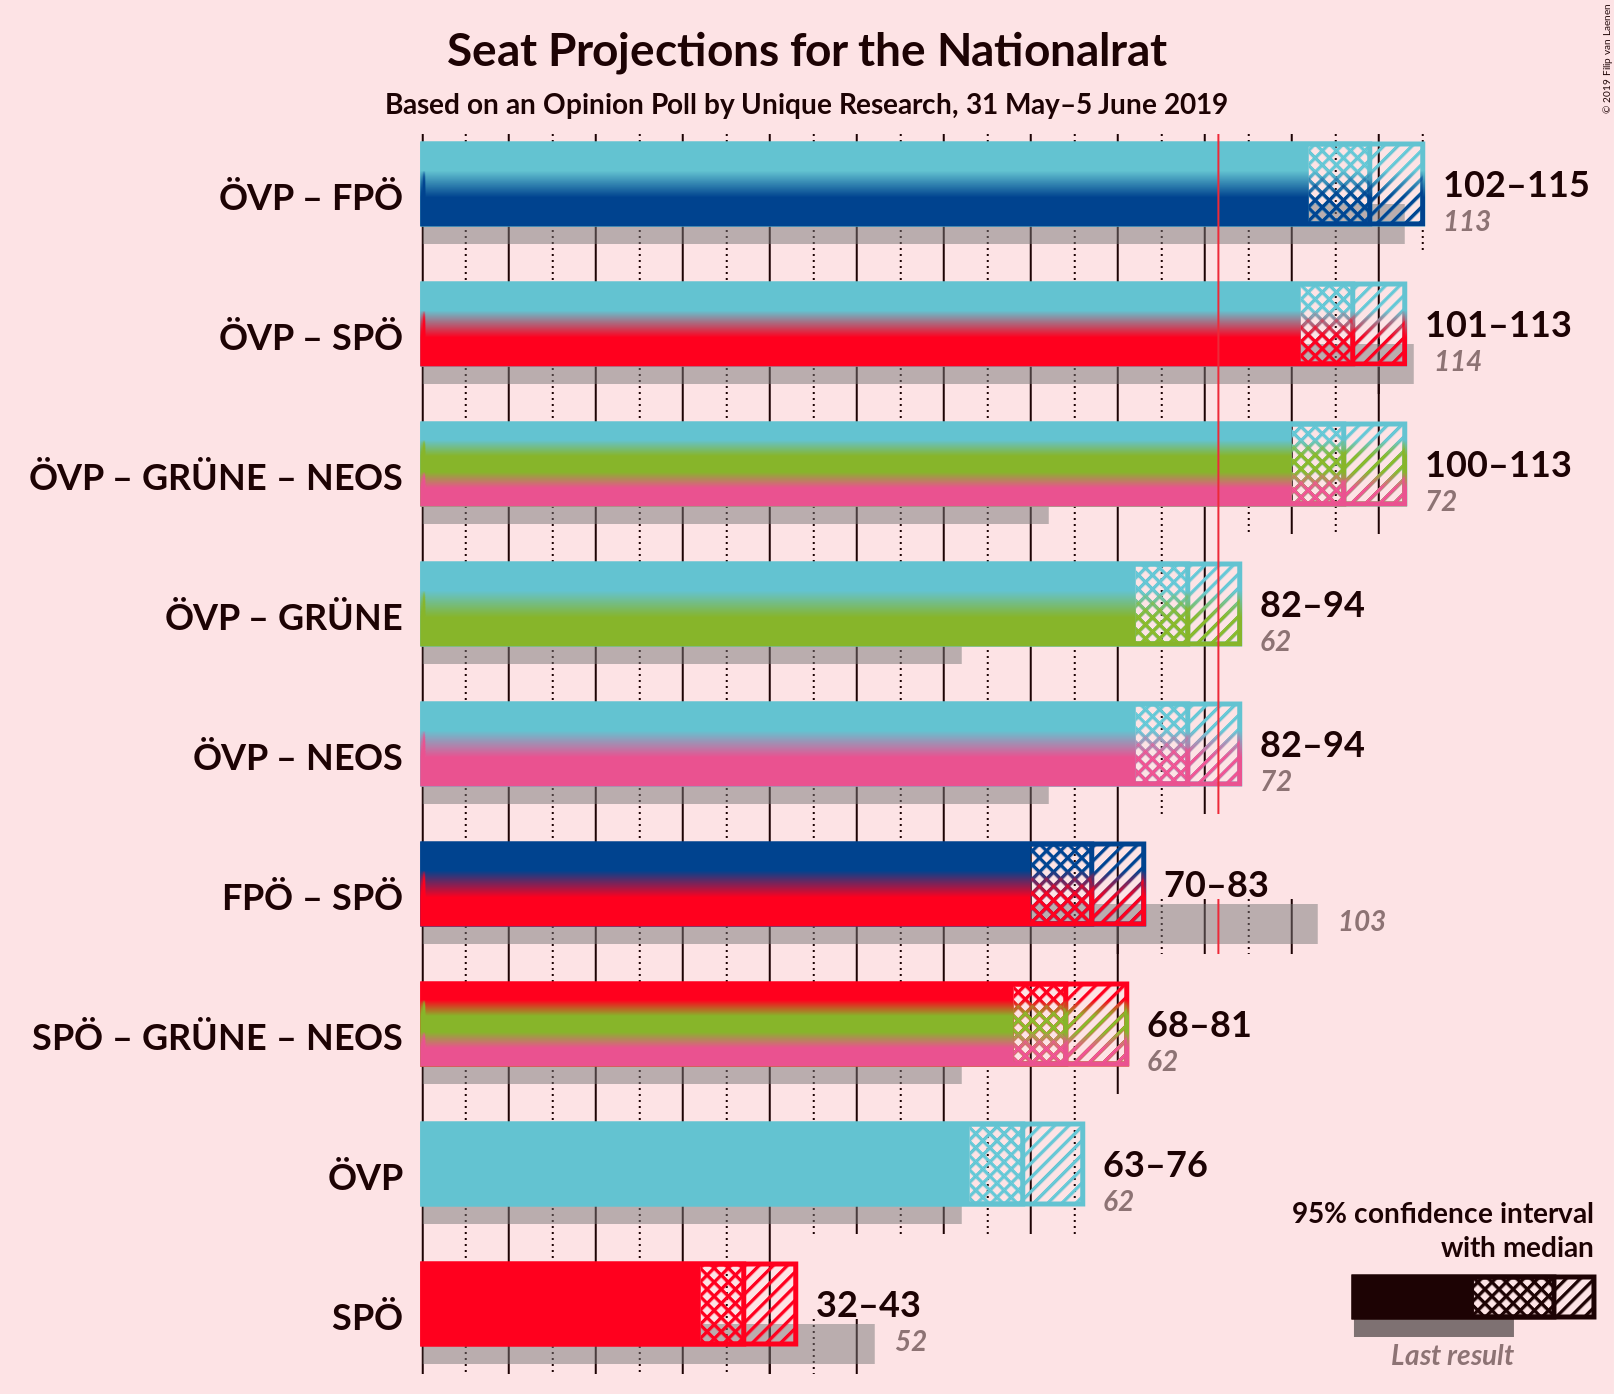 Seat Projections for the Nationalrat
Based on an Opinion Poll by Unique Research, 31 May–5 June 2019
© 2019 Filip van Laenen
ÖVP – FPÖ
102–115
113
ÖVP – SPÖ
101–113
114
ÖVP – GRÜNE – NEOS
100–113
72
ÖVP – GRÜNE
82–94
62
ÖVP – NEOS
82–94
72
FPÖ – SPÖ
70–83
103
SPÖ – GRÜNE – NEOS
68–81
62
ÖVP
63–76
62
SPÖ
32–43
52
95% confidence interval
with median
Last result